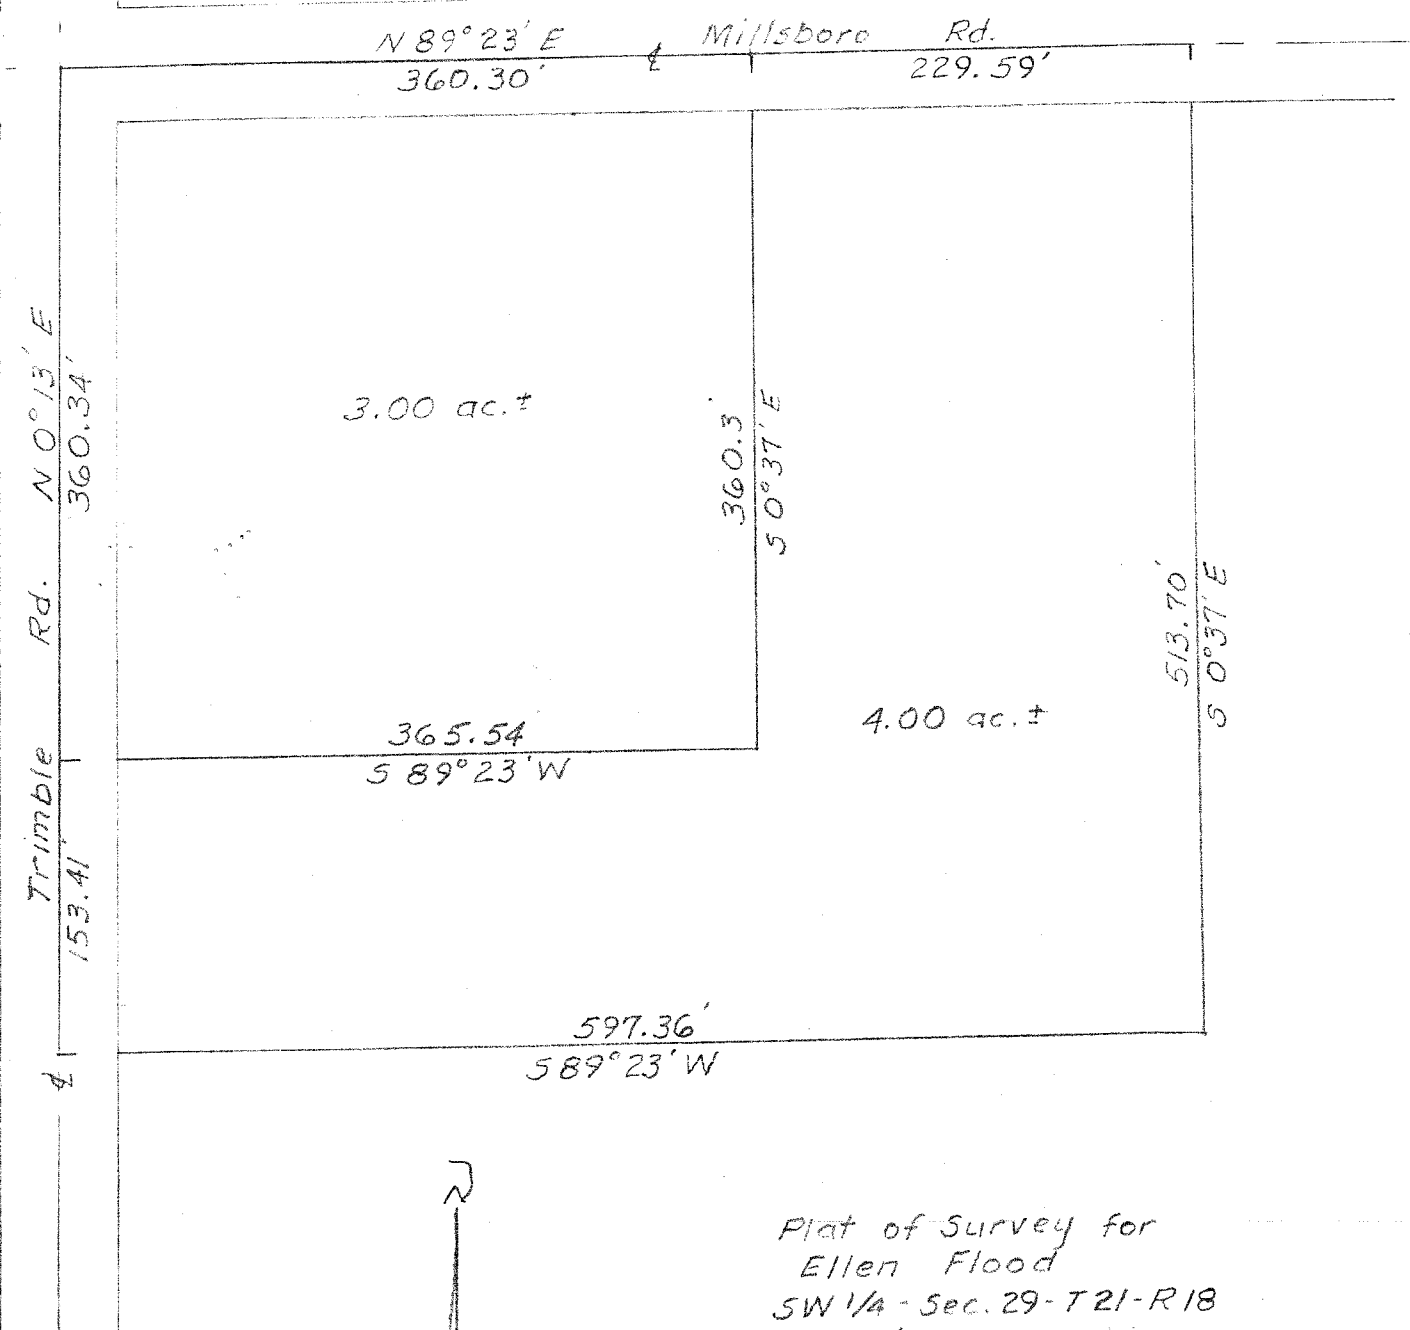 N 89°23' E ℄ Millsboro Rd.
360.30'
229.59'
N 0°13' E
360.34'
Trimble Rd.
153.41'
℄
3.00 ac.±
360.3'
S 0°37' E
513.70'
S 0°37' E
4.00 ac.±
365.54
S 89°23' W
597.36'
S 89°23' W
N
Plat of Survey for
Ellen Flood
SW 1/4 - Sec. 29 - T 21 - R 18